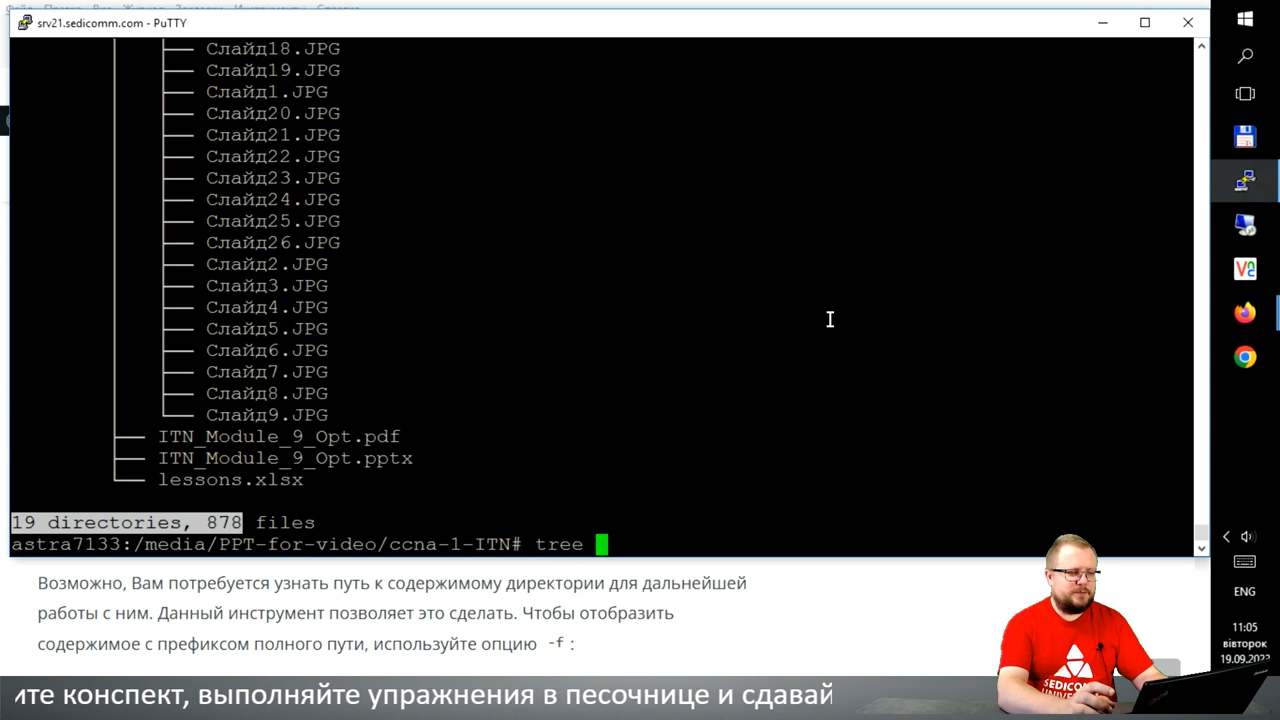 srv21.sedicomm.com - PuTTY
Слайд18.JPG
Слайд19.JPG
Слайд1.JPG
Слайд20.JPG
Слайд21.JPG
Слайд22.JPG
Слайд23.JPG
Слайд24.JPG
Слайд25.JPG
Слайд26.JPG
Слайд2.JPG
Слайд3.JPG
Слайд4.JPG
Слайд5.JPG
Слайд6.JPG
Слайд7.JPG
Слайд8.JPG
Слайд9.JPG
ITN_Module_9_Opt.pdf
ITN_Module_9_Opt.pptx
lessons.xlsx
19 directories, 878 files
astra7133:/media/PPT-for-video/ccna-1-ITN# tree
Возможно, Вам потребуется узнать путь к содержимому директории для дальнейшей
работы с ним. Данный инструмент позволяет это сделать. Чтобы отобразить
содержимое с префиксом полного пути, используйте опцию -f :
ENG
11:05
вівторок
19.09.2023
SEDICOMM
ите конспект, выполняйте упражнения в песочнице и сдавай